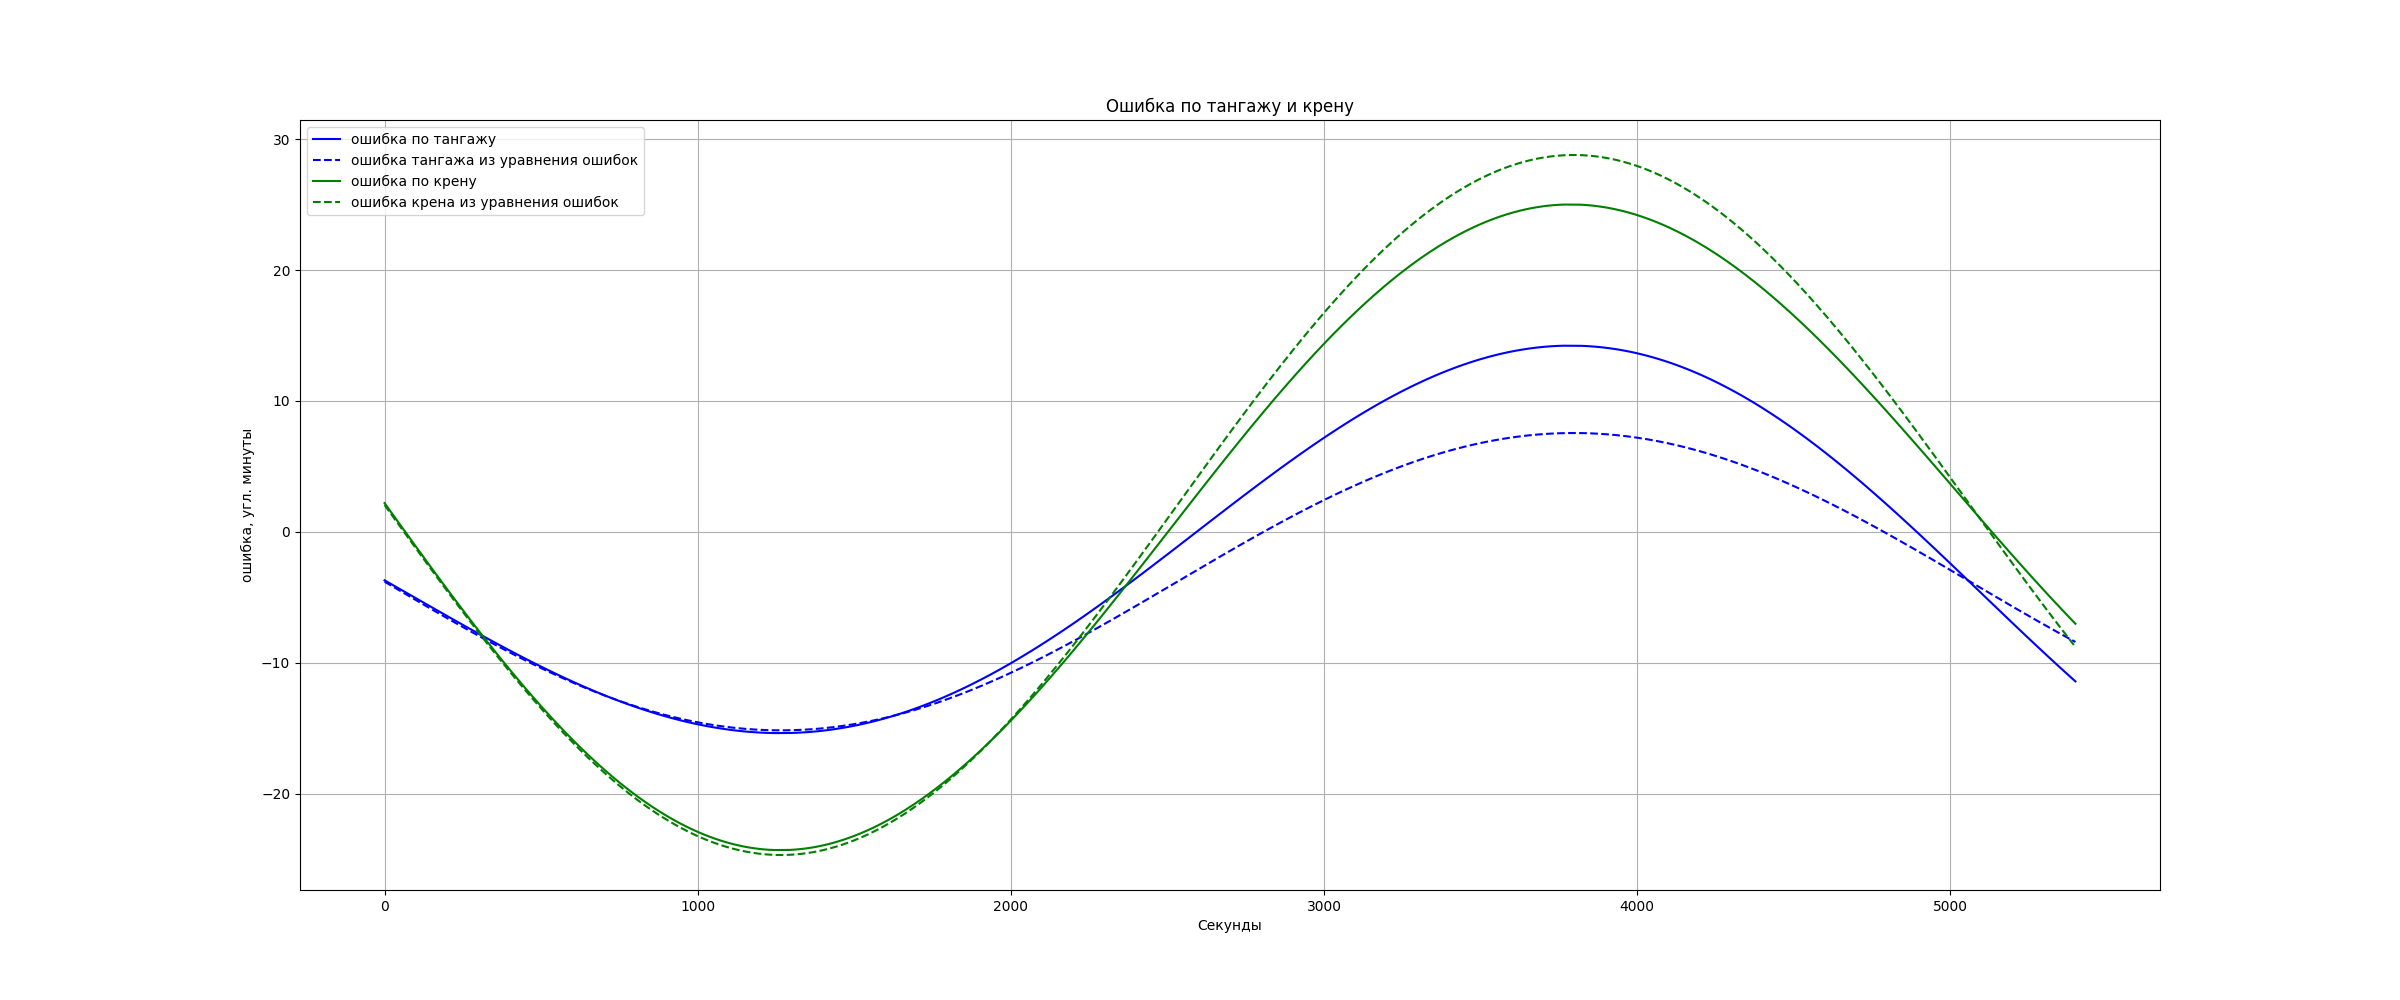 Ошибка по тангажу и крену
ошибка по тангажу
ошибка тангажа из уравнения ошибок
ошибка по крену
ошибка крена из уравнения ошибок
30
20
10
0
−10
−20
ошибка, угл. минуты
0 1000 2000 3000 4000 5000
Секунды